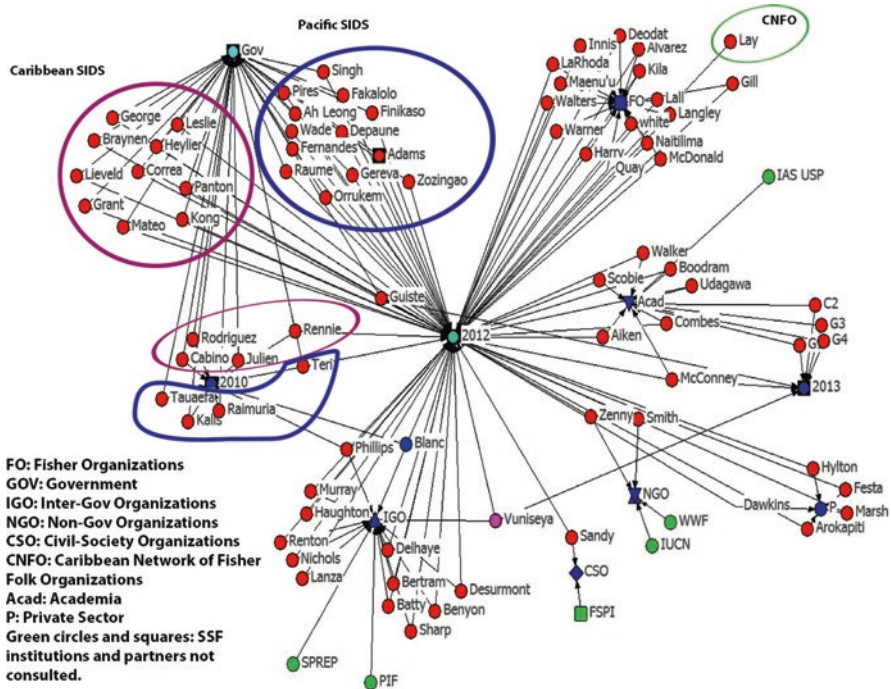 Pacific SIDS
CNFO
Gov
Caribbean SIDS
Deodat
Innis
Alvarez
Lay
LaRhoda
Kila
Maenu'u
Singh
Pires
Fakalolo
Gill
Walters
FO
Lall
Ah Leong
Finikaso
Langley
George
Leslie
Wade
Depaune
Warner
white
Braynen
Heylier
Fernandes
Adams
Harry
Naitilima
McDonald
Quay
Lieveld
Correa
Raume
Gereva
Zozingao
IAS USP
Panton
Orrukem
Grant
Kong
Mateo
Walker
Boodram
Scobie
Udagawa
Guiste
Acad
C2
Rodriguez
Rennie
2012
Aiken
Combes
G3
G4
G
Cabino
Julien
Teri
2010
McConney
2013
Tauaefa
Raimuria
Kalis
Zenny
Smith
Phillips
Blanc
Hylton
Murray
Festa
NGO
Dawkins
P
Marsh
Haughton
IGO
Vuniseya
WWF
Arokapiti
Renton
Sandy
IUCN
Nichols
Delhaye
CSO
Lanza
Bertram
Desurmont
Batty
Benyon
FSPI
Sharp
SPREP
PIF
FO: Fisher Organizations
GOV: Government
IGO: Inter-Gov Organizations
NGO: Non-Gov Organizations
CSO: Civil-Society Organizations
CNFO: Caribbean Network of Fisher
Folk Organizations
Acad: Academia
P: Private Sector
Green circles and squares: SSF
institutions and partners not
consulted.